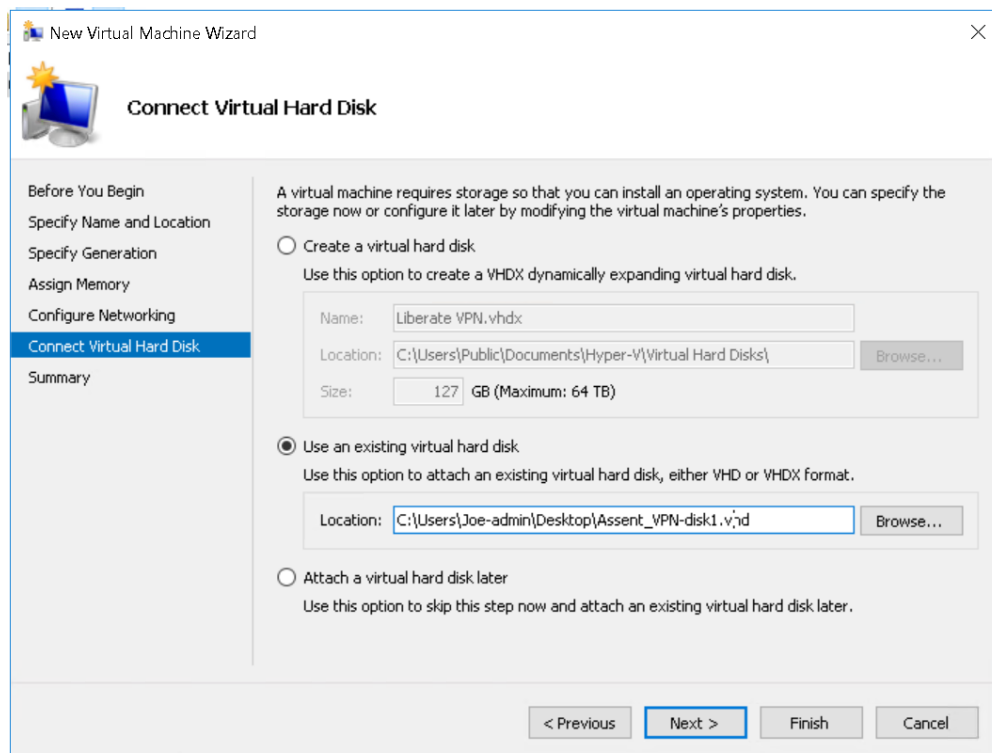 New Virtual Machine Wizard
Connect Virtual Hard Disk
Before You Begin
Specify Name and Location
Specify Generation
Assign Memory
Configure Networking
Connect Virtual Hard Disk
Summary
A virtual machine requires storage so that you can install an operating system. You can specify the
storage now or configure it later by modifying the virtual machine's properties.
Create a virtual hard disk
Use this option to create a VHDX dynamically expanding virtual hard disk.
Name: Liberate VPN.vhdx
Location: C:\Users\Public\Documents\Hyper-V\Virtual Hard Disks\ Browse...
Size: 127 GB (Maximum: 64 TB)
Use an existing virtual hard disk
Use this option to attach an existing virtual hard disk, either VHD or VHDX format.
Location: C:\Users\Joe-admin\Desktop\Assent_VPN-disk1.vhd Browse...
Attach a virtual hard disk later
Use this option to skip this step now and attach an existing virtual hard disk later.
< Previous Next > Finish Cancel